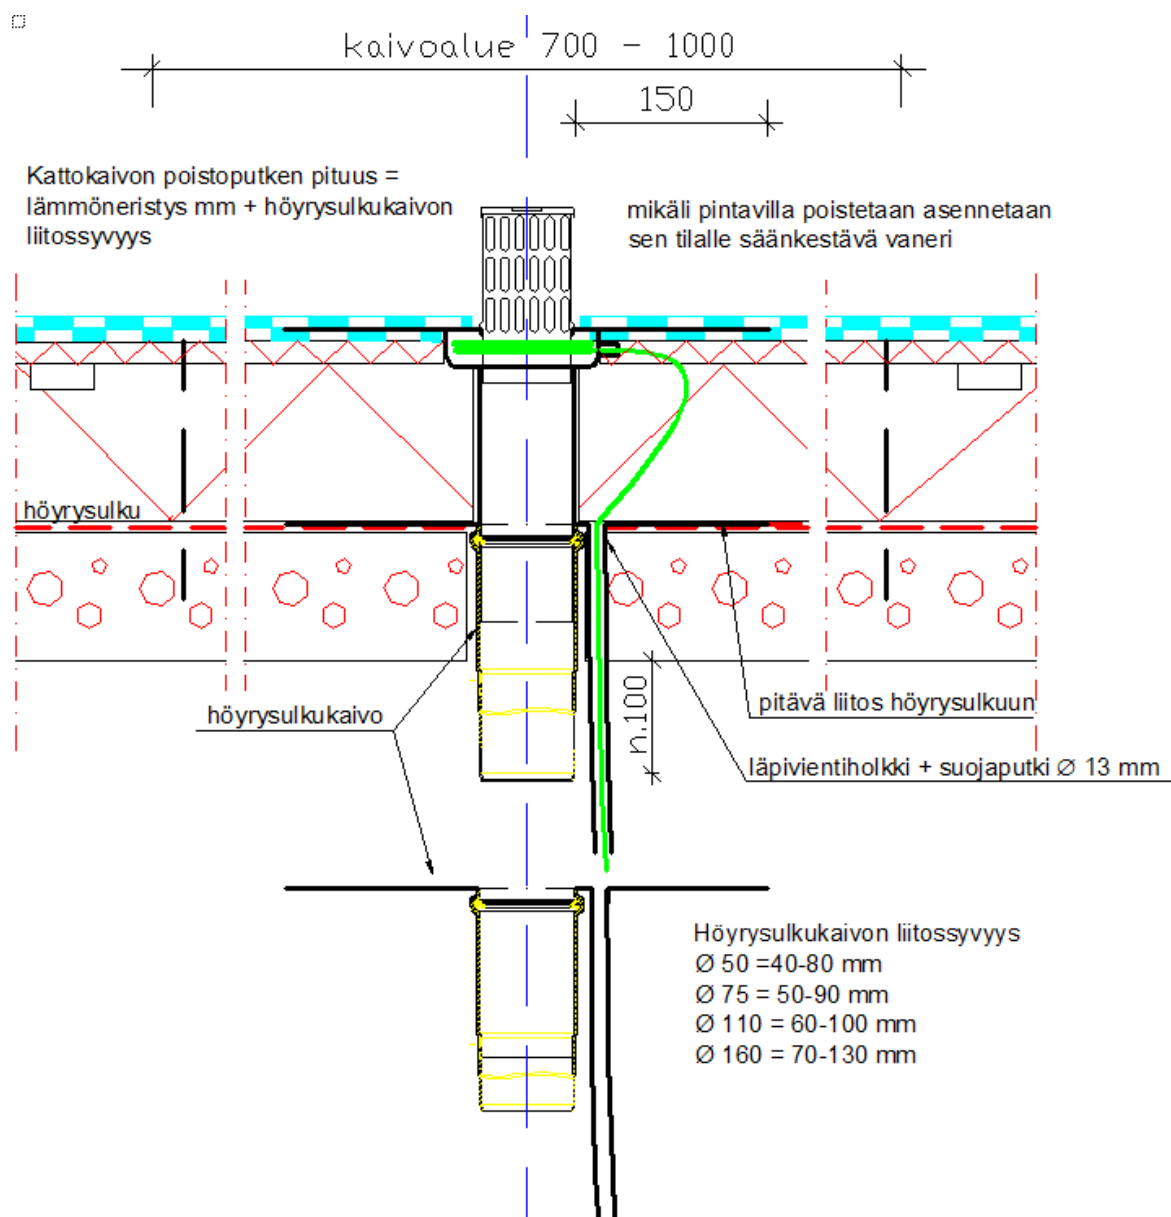 kaivoalue 700 - 1000
150
Kattokaivon poistoputken pituus =
lämmöneristys mm + höyrysulkukaivon
liitossyvyys
mikäli pintavilla poistetaan asennetaan
sen tilalle säänkestävä vaneri
höyrysulku
höyrysulkukaivo
n.100
pitävä liitos höyrysulkuun
läpivientiholkki + suojaputki Ø 13 mm
Höyrysulkukaivon liitossyvyys
Ø 50 =40-80 mm
Ø 75 = 50-90 mm
Ø 110 = 60-100 mm
Ø 160 = 70-130 mm